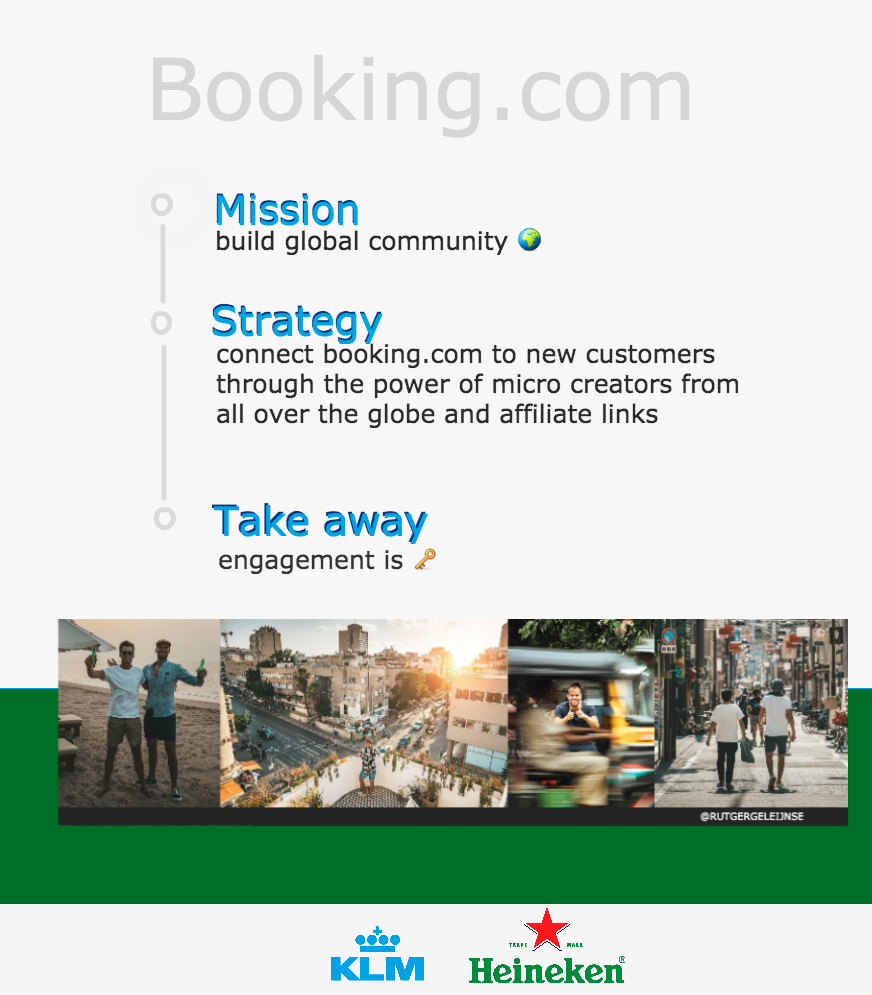 Booking.com
Mission
build global community 🌍
Strategy
connect booking.com to new customers
through the power of micro creators from
all over the globe and affiliate links
Take away
engagement is 🔑
@RUTGERGELEIJNSE
TRADE MARK
KLM
Heineken®